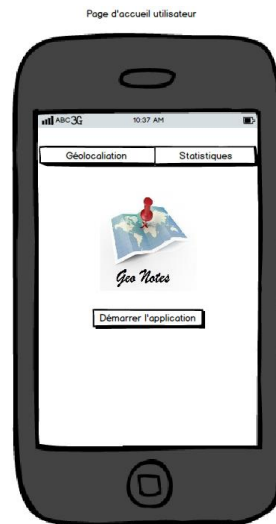 Page d'accueil utilisateur
ABC 3G 10:37 AM
Géolocaliation Statistiques
Geo Notes
Démarrer l'application